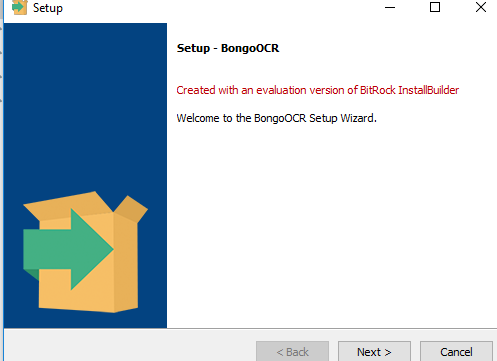 Setup
Setup - BongoOCR
Created with an evaluation version of BitRock InstallBuilder
Welcome to the BongoOCR Setup Wizard.
< Back
Next >
Cancel